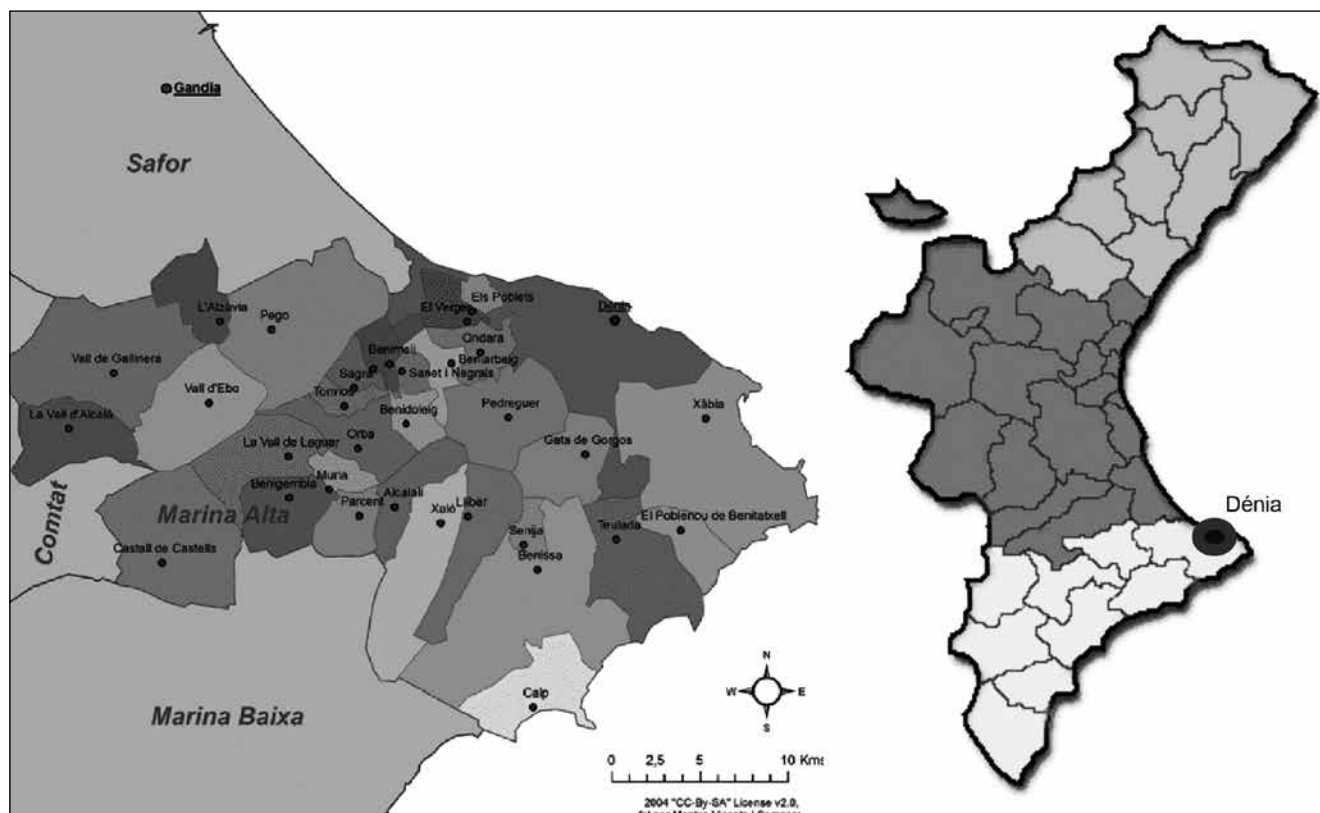 Gandia
Safor
L'Atzúvia
Pego
El Verger
Els Poblets
Dénia
Vall de Gallinera
Vall d'Ebo
La Vall d'Alcalà
Benimeli
Sagra
Tormos
Sanet i Negrals
Ondara
Beniarbeig
Benidoleig
Pedreguer
Xàbia
Orba
Gata de Gorgos
La Vall de Laguar
Murla
Benigembla
Parcent
Alcalalí
Xaló
Llíber
Marina Alta
Comtat
Castell de Castells
Senija
Benissa
Teulada
El Poblenou de Benitatxell
Calp
Marina Baixa
N
W
E
S
0 2,5 5 10 Kms
2004 "CC-By-SA" License v2.0,
Dénia